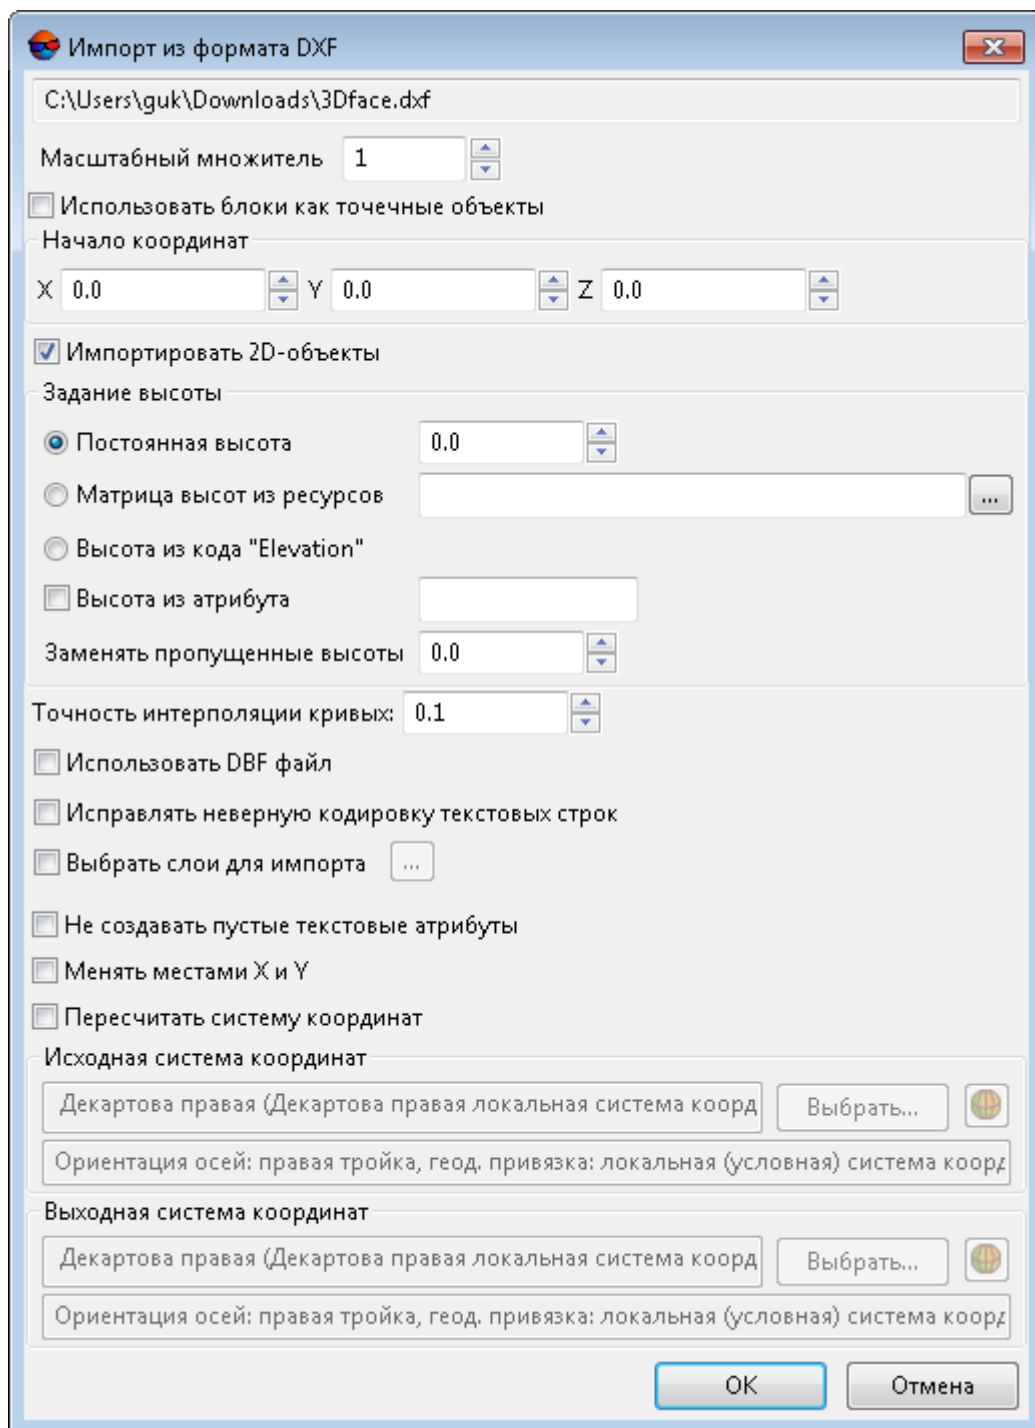 Импорт из формата DXF
C:\Users\guk\Downloads\3Dface.dxf
Масштабный множитель 1
Использовать блоки как точечные объекты
Начало координат
X 0.0 Y 0.0 Z 0.0
Импортировать 2D-объекты
Задание высоты
Постоянная высота 0.0
Матрица высот из ресурсов ...
Высота из кода "Elevation"
Высота из атрибута
Заменять пропущенные высоты 0.0
Точность интерполяции кривых: 0.1
Использовать DBF файл
Исправлять неверную кодировку текстовых строк
Выбрать слои для импорта ...
Не создавать пустые текстовые атрибуты
Менять местами X и Y
Пересчитать систему координат
Исходная система координат
Декартова правая (Декартова правая локальная система коорд Выбрать...
Ориентация осей: правая тройка, геод. привязка: локальная (условная) система коорд
Выходная система координат
Декартова правая (Декартова правая локальная система коорд Выбрать...
Ориентация осей: правая тройка, геод. привязка: локальная (условная) система коорд
OK Отмена